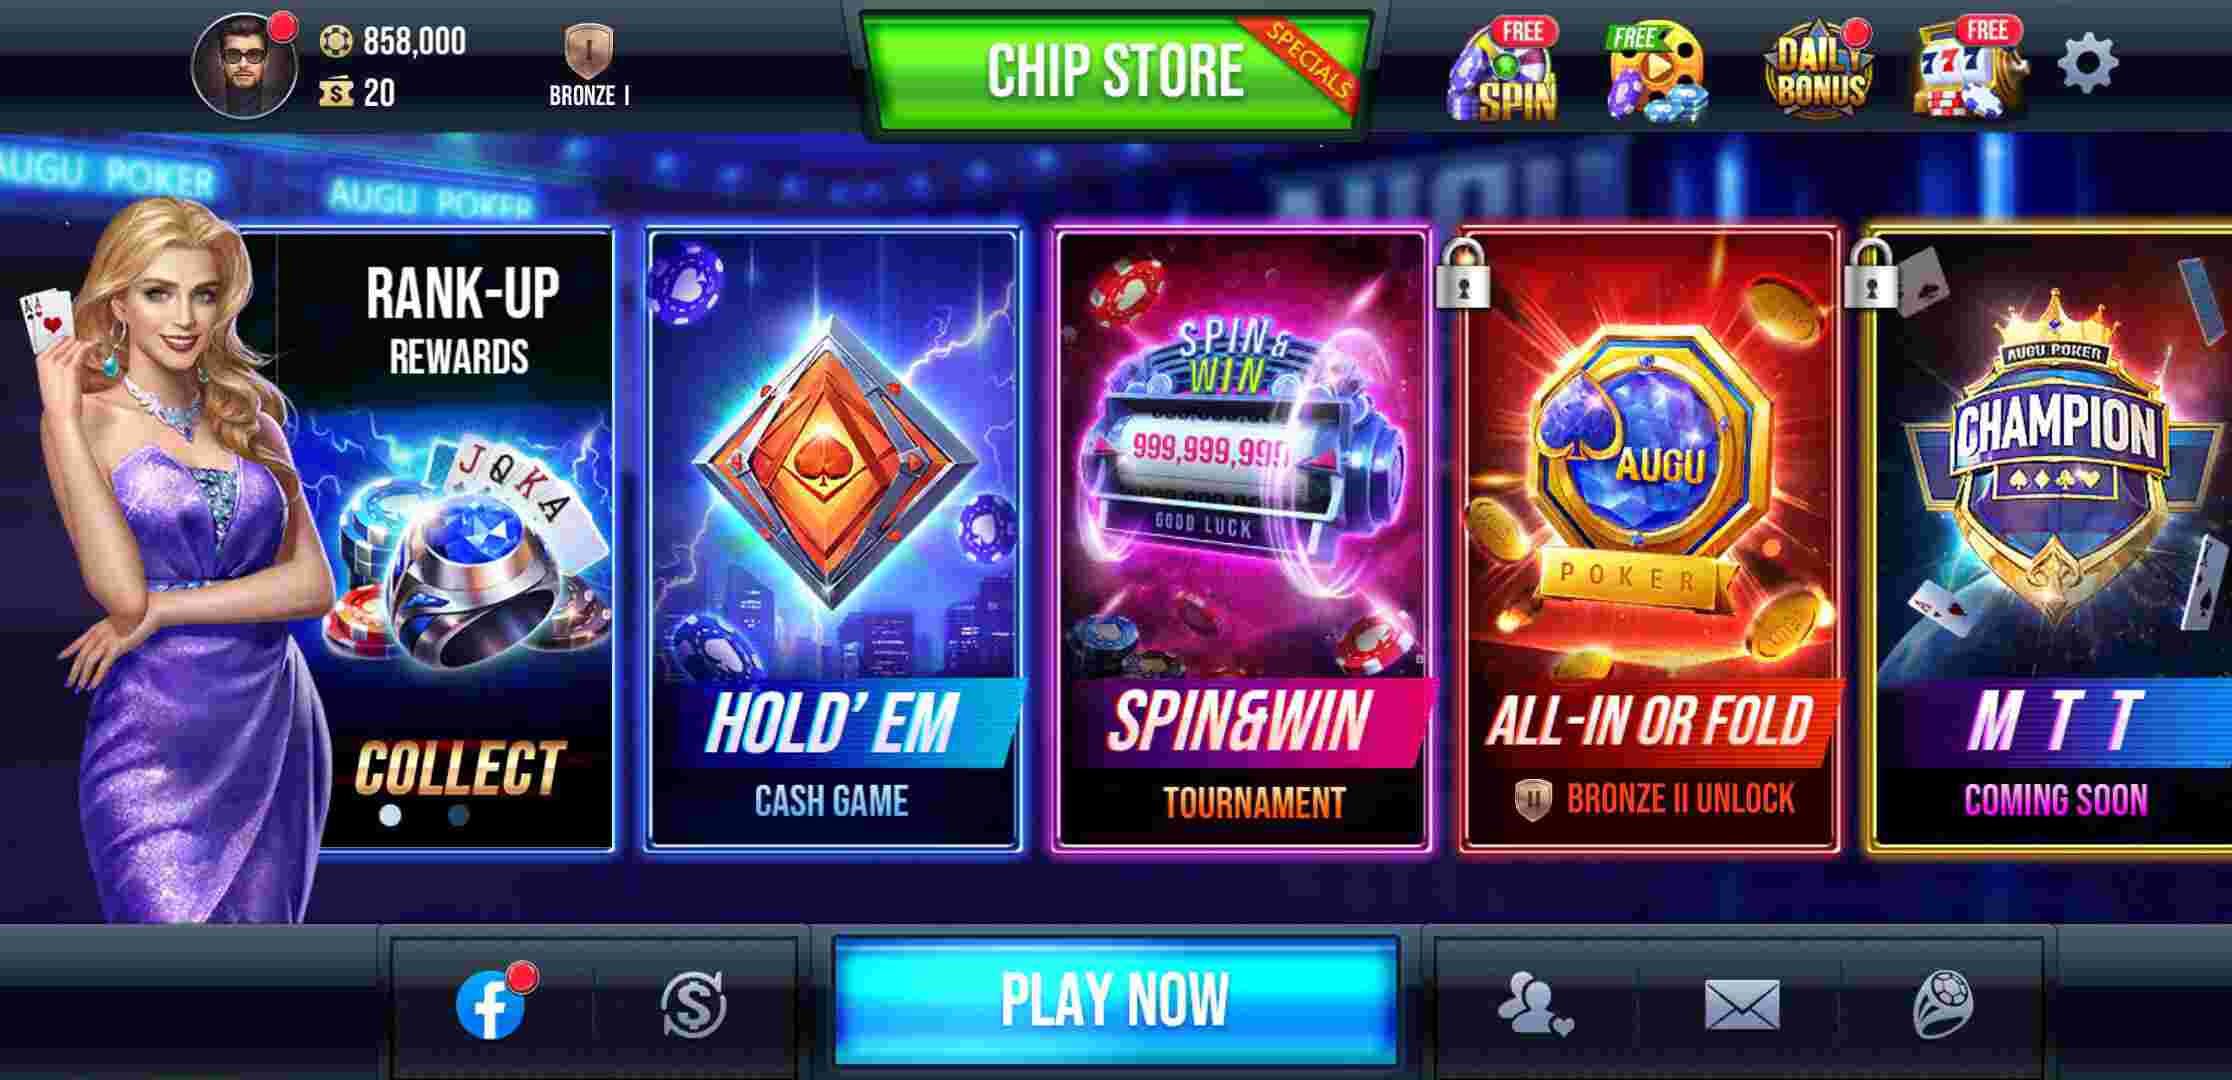 858,000
20
BRONZE I
CHIP STORE
SPECIALS
FREE
SPIN
FREE
DAILY
BONUS
FREE
777
AUGU POKER
AUGU POKER
AUGU
RANK-UP
REWARDS
J Q K A
COLLECT
HOLD' EM
CASH GAME
SPIN&
WIN
999,999,999
GOOD LUCK
SPIN&WIN
TOURNAMENT
AUGU
POKER
ALL-IN OR FOLD
II BRONZE II UNLOCK
AUGU POKER
CHAMPION
M T T
COMING SOON
PLAY NOW